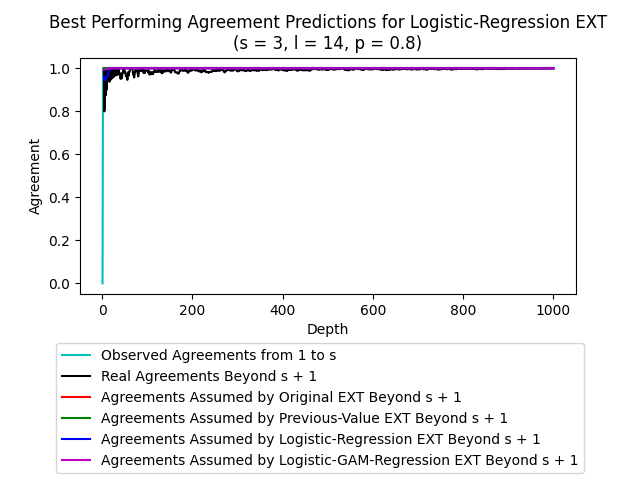 Best Performing Agreement Predictions for Logistic-Regression EXT
(s = 3, l = 14, p = 0.8)
1.0
0.8
0.6
0.4
0.2
0.0
Agreement
0 200 400 600 800 1000
Depth
Observed Agreements from 1 to s
Real Agreements Beyond s + 1
Agreements Assumed by Original EXT Beyond s + 1
Agreements Assumed by Previous-Value EXT Beyond s + 1
Agreements Assumed by Logistic-Regression EXT Beyond s + 1
Agreements Assumed by Logistic-GAM-Regression EXT Beyond s + 1